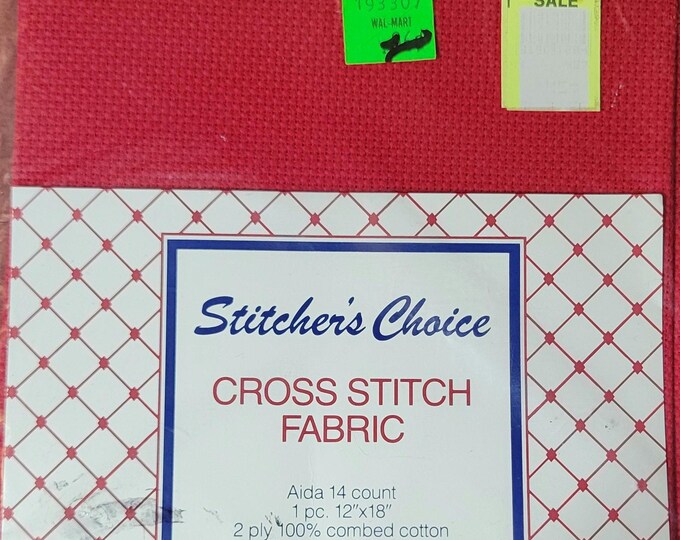 193307
WAL-MART
SALE
Stitcher's Choice
CROSS STITCH
FABRIC
Aida 14 count
1 pc. 12"x18"
2 ply 100% combed cotton